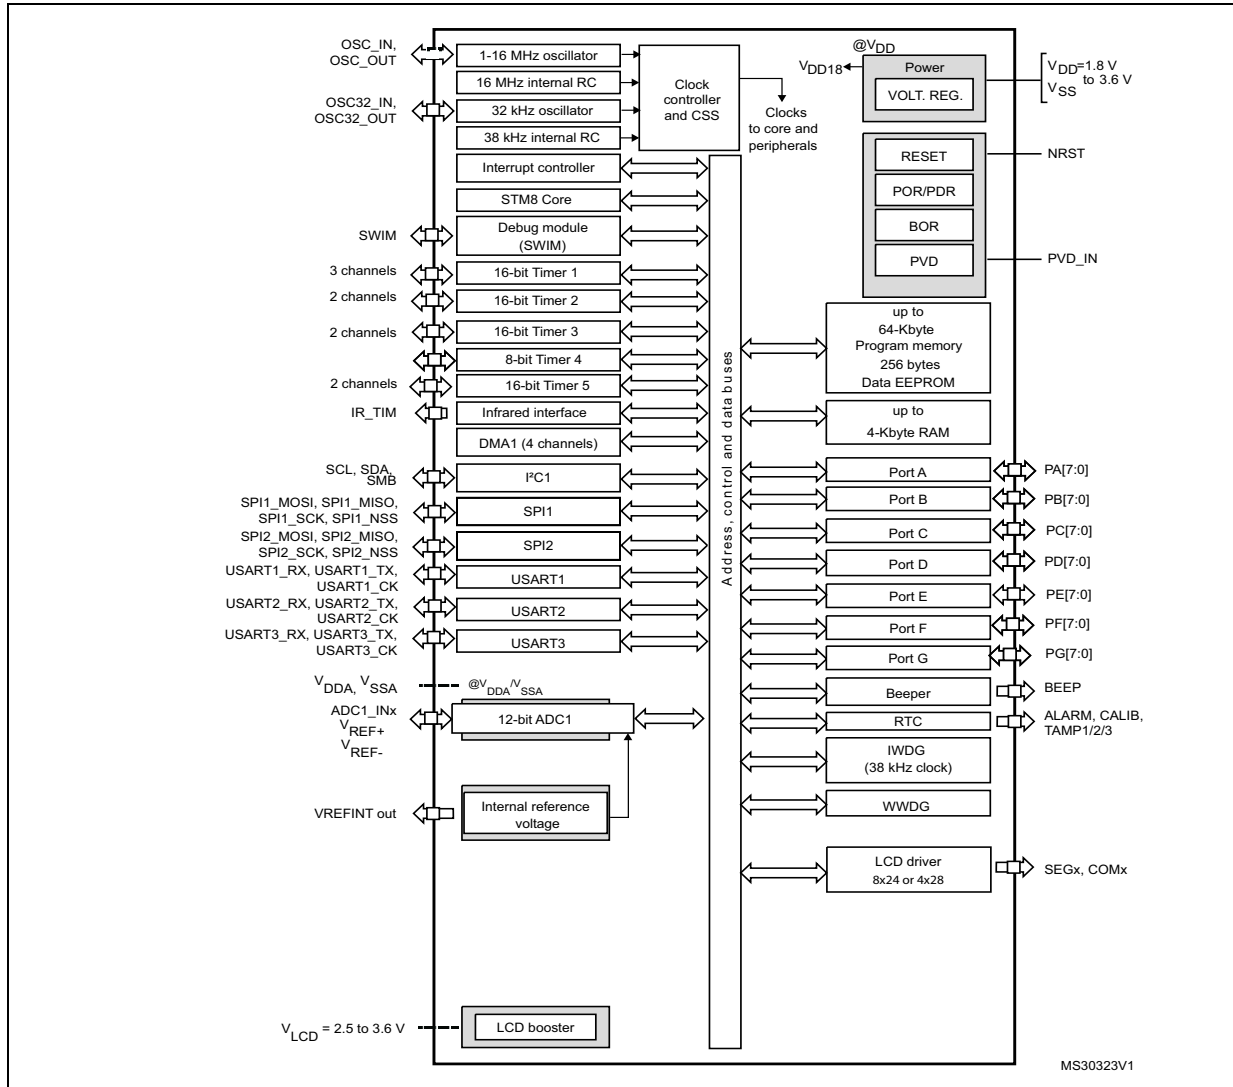 OSC_IN,
OSC_OUT
1-16 MHz oscillator
16 MHz internal RC
OSC32_IN,
OSC32_OUT
32 kHz oscillator
38 kHz internal RC
Clock
controller
and CSS
Clocks
to core and
peripherals
@VDD
VDD18
Power
VOLT. REG.
VDD=1.8 V
to 3.6 V
VSS
RESET
NRST
POR/PDR
BOR
PVD
PVD_IN
Interrupt controller
STM8 Core
SWIM
Debug module
(SWIM)
3 channels
16-bit Timer 1
2 channels
16-bit Timer 2
2 channels
16-bit Timer 3
8-bit Timer 4
2 channels
16-bit Timer 5
IR_TIM
Infrared interface
DMA1 (4 channels)
SCL, SDA,
SMB
I²C1
SPI1_MOSI, SPI1_MISO,
SPI1_SCK, SPI1_NSS
SPI1
SPI2_MOSI, SPI2_MISO,
SPI2_SCK, SPI2_NSS
SPI2
USART1_RX, USART1_TX,
USART1_CK
USART1
USART2_RX, USART2_TX,
USART2_CK
USART2
USART3_RX, USART3_TX,
USART3_CK
USART3
VDDA, VSSA
@VDDA/VSSA
ADC1_INx
VREF+
VREF-
12-bit ADC1
VREFINT out
Internal reference
voltage
VLCD = 2.5 to 3.6 V
LCD booster
Address, control and data buses
up to
64-Kbyte
Program memory
256 bytes
Data EEPROM
up to
4-Kbyte RAM
Port A
PA[7:0]
Port B
PB[7:0]
Port C
PC[7:0]
Port D
PD[7:0]
Port E
PE[7:0]
Port F
PF[7:0]
Port G
PG[7:0]
Beeper
BEEP
RTC
ALARM, CALIB,
TAMP1/2/3
IWDG
(38 kHz clock)
WWDG
LCD driver
8x24 or 4x28
SEGx, COMx
MS30323V1